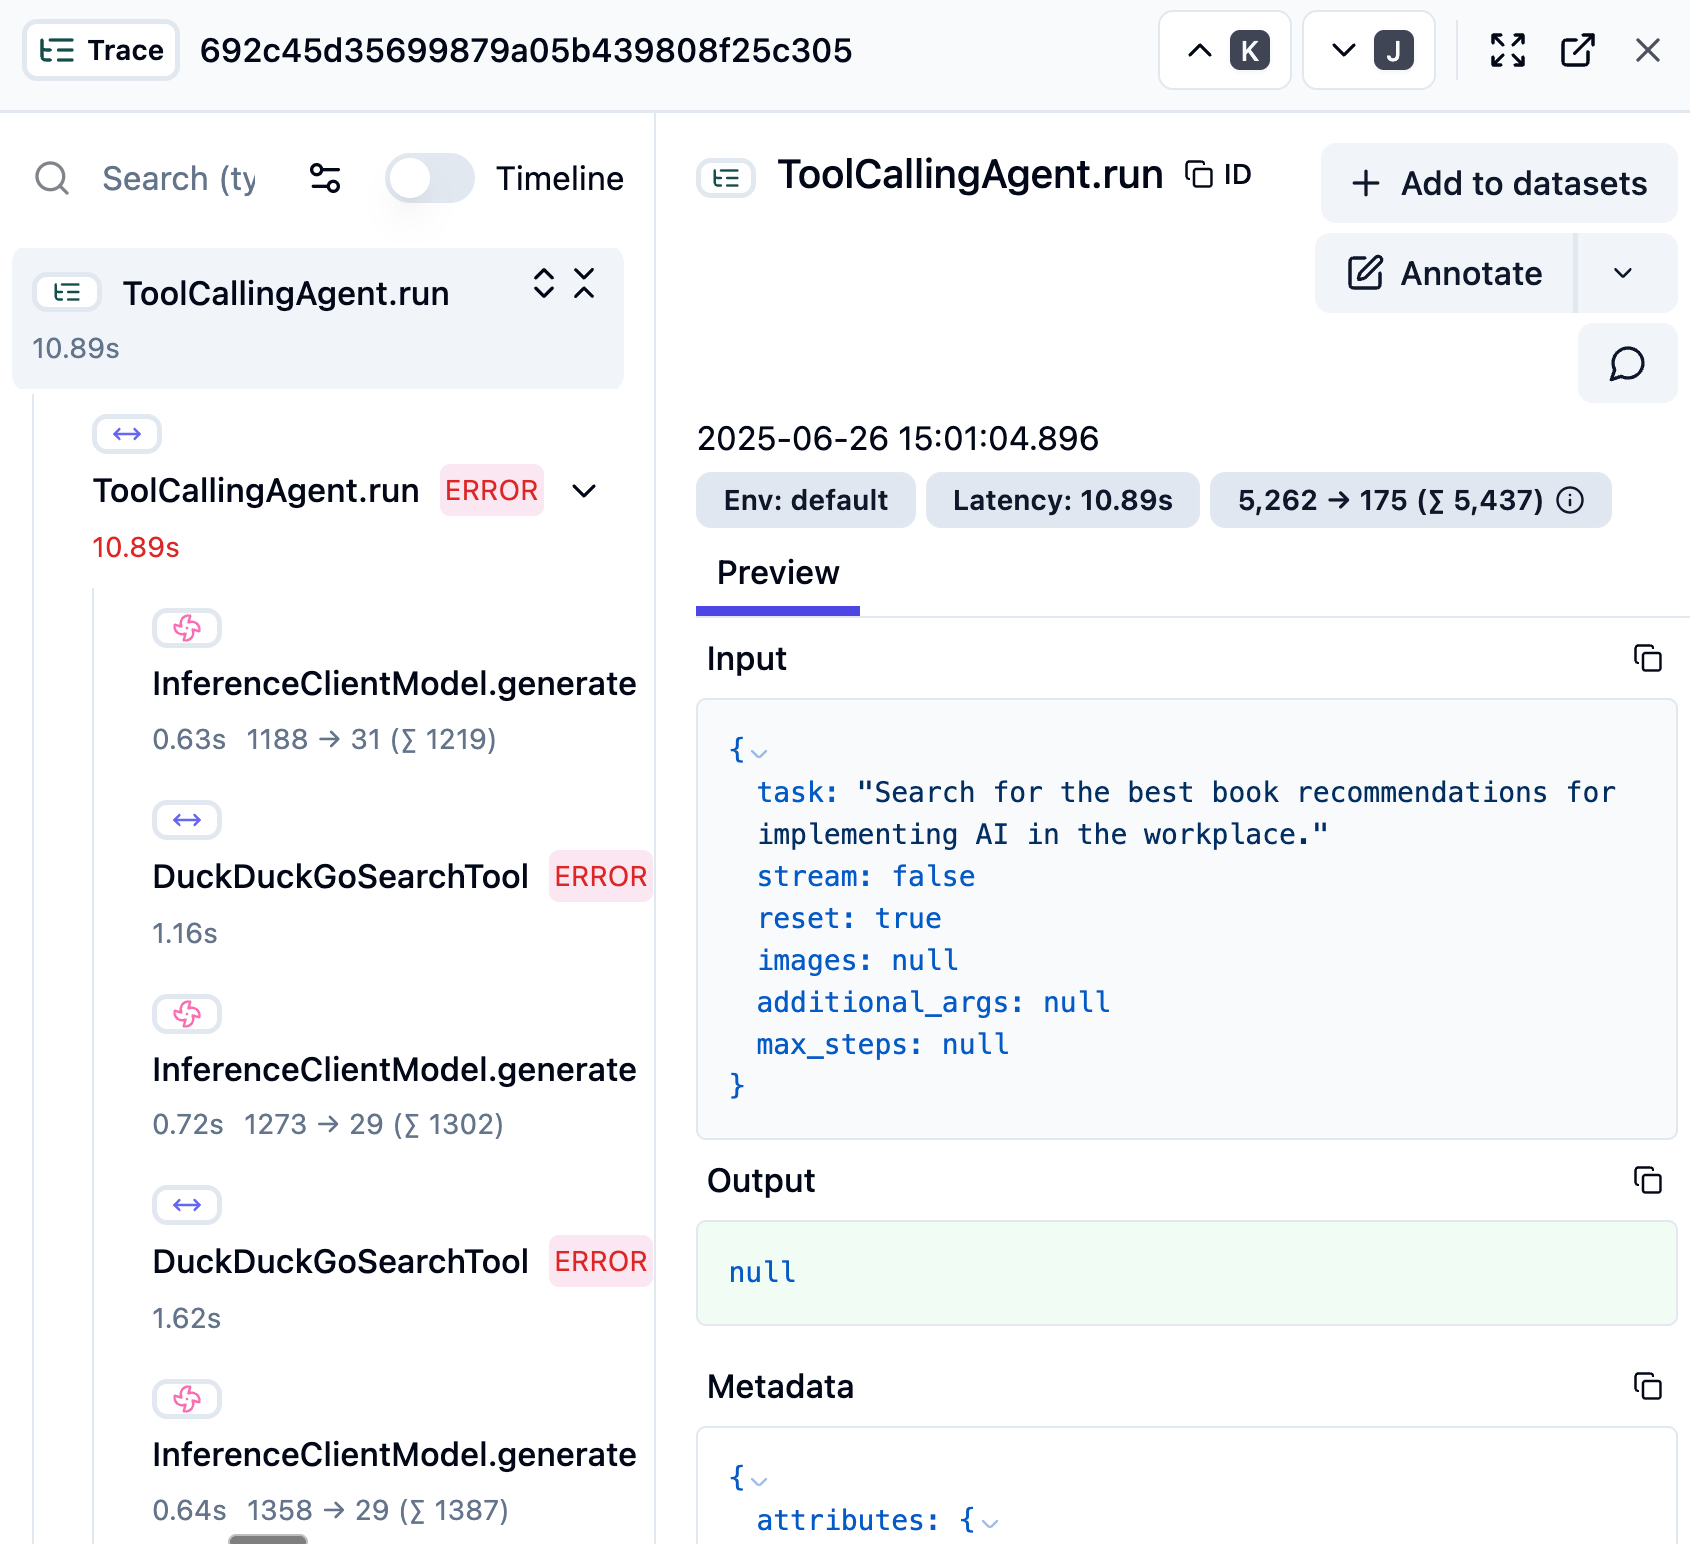 Trace 692c45d35699879a05b439808f25c305 K J
Search (ty Timeline
ToolCallingAgent.run
10.89s
ToolCallingAgent.run ERROR
10.89s
InferenceClientModel.generate
0.63s 1188 → 31 (∑ 1219)
DuckDuckGoSearchTool ERROR
1.16s
InferenceClientModel.generate
0.72s 1273 → 29 (∑ 1302)
DuckDuckGoSearchTool ERROR
1.62s
InferenceClientModel.generate
0.64s 1358 → 29 (∑ 1387)
ToolCallingAgent.run ID
+ Add to datasets
Annotate
2025-06-26 15:01:04.896
Env: default Latency: 10.89s 5,262 → 175 (∑ 5,437)
Preview
Input
{
task: "Search for the best book recommendations for
implementing AI in the workplace."
stream: false
reset: true
images: null
additional_args: null
max_steps: null
}
Output
null
Metadata
{
attributes: {